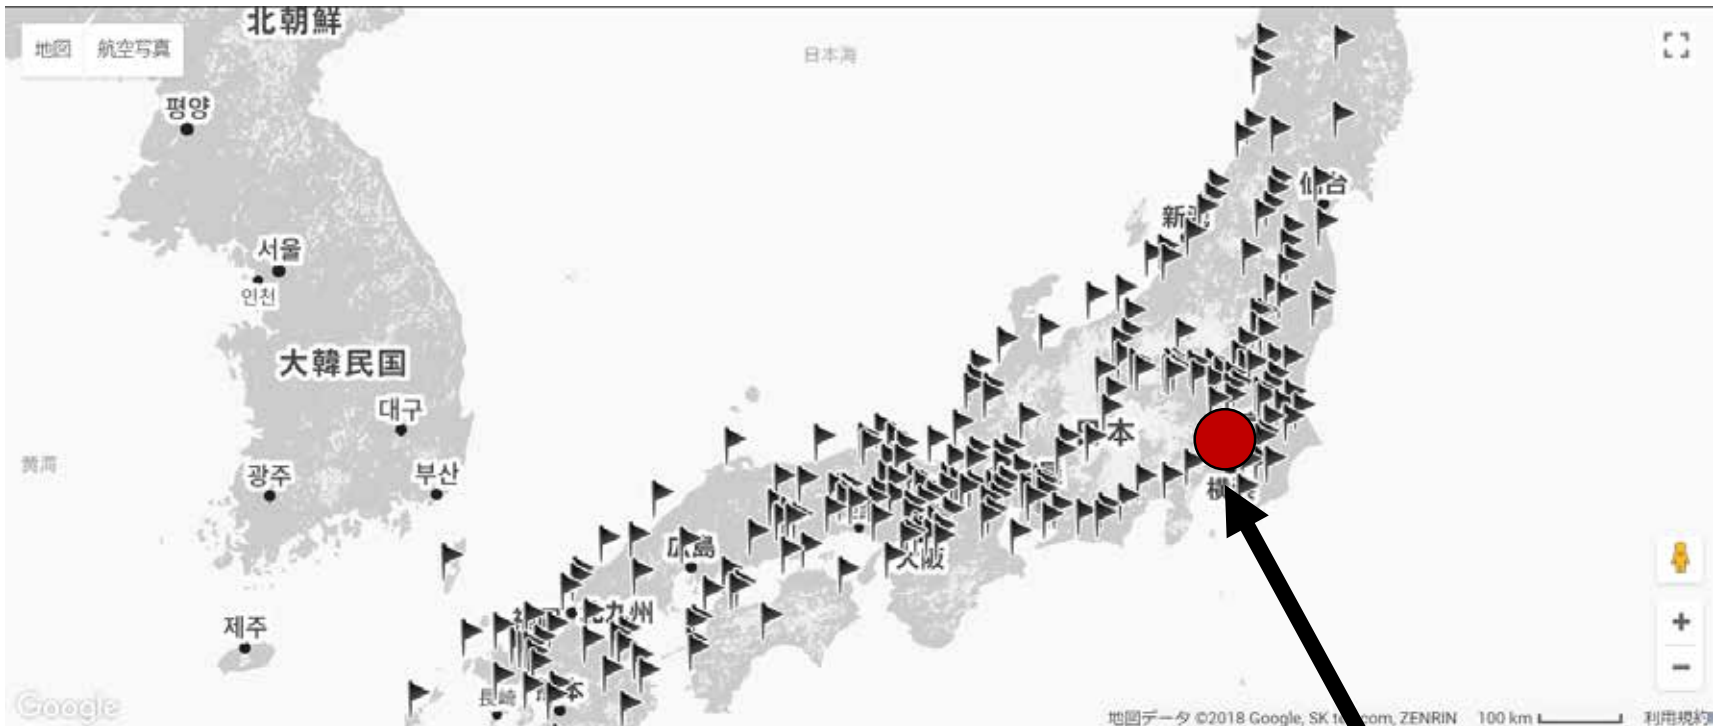 北朝鮮
地図
航空写真
日本海
평양
仙台
서울
인천
大韓民国
대구
日本
黄海
광주
부산
広島
大阪
北九州
제주
長崎
Google
地図データ ©2018 Google, SK telecom, ZENRIN
100 km
利用規約